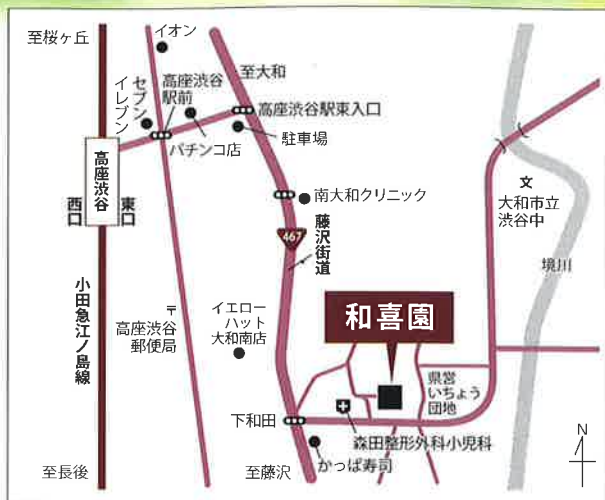 至桜ヶ丘
イオン
至大和
セブン
イレブン
高座渋谷
駅前
高座渋谷駅東入口
パチンコ店
駐車場
高座渋谷
西口
東口
南大和クリニック
467
藤沢街道
文
大和市立
渋谷中
境川
小田急江ノ島線
〒
高座渋谷
郵便局
イエロー
ハット
大和南店
和喜園
県営
いちょう
団地
下和田
森田整形外科小児科
かっぱ寿司
至長後
至藤沢
N